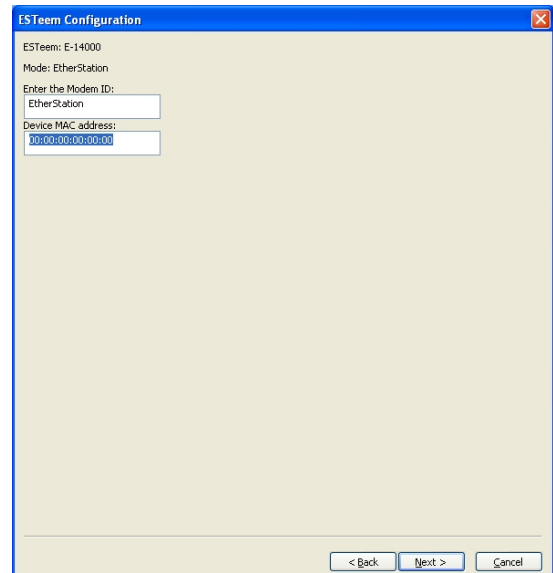 ESTeem Configuration
ESTeem: E-14000
Mode: EtherStation
Enter the Modem ID:
EtherStation
Device MAC address:
00:00:00:00:00:00
< Back Next > Cancel